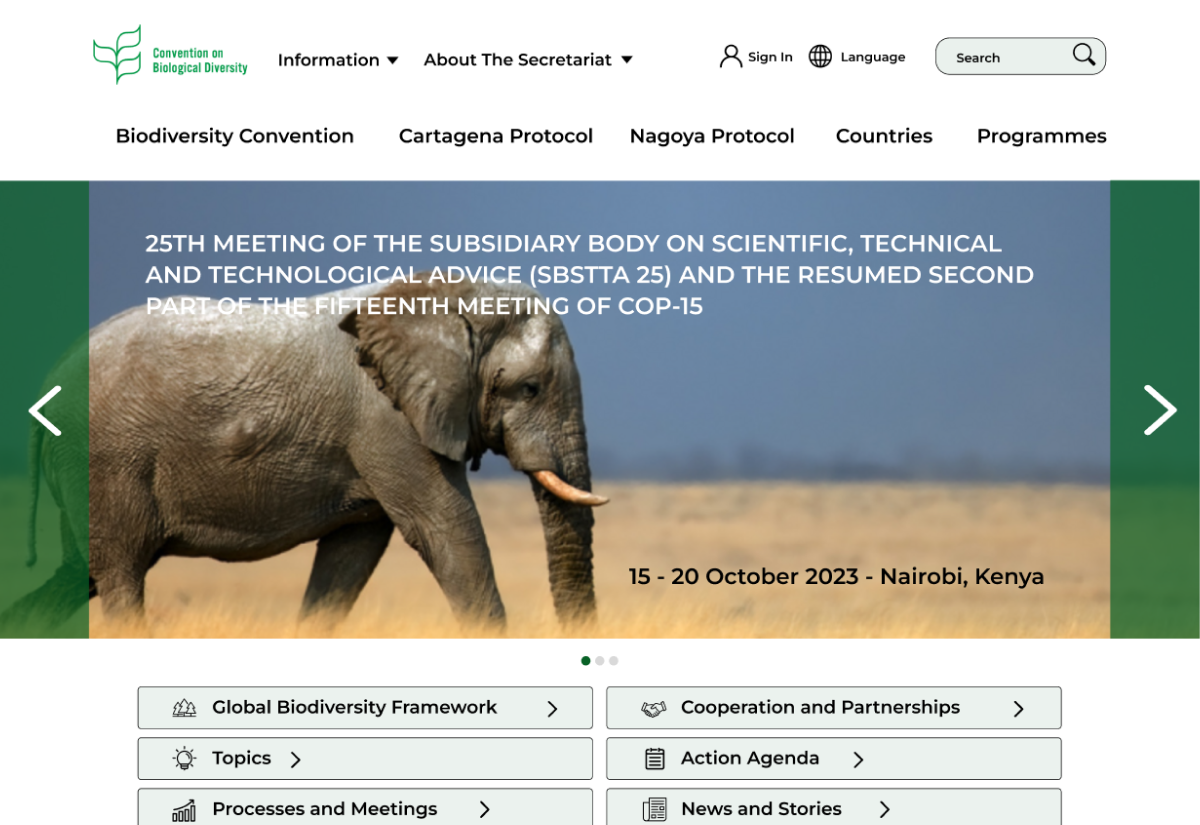 Convention on
Biological Diversity
Information
About The Secretariat
Sign In
Language
Search
Biodiversity Convention
Cartagena Protocol
Nagoya Protocol
Countries
Programmes
25TH MEETING OF THE SUBSIDIARY BODY ON SCIENTIFIC, TECHNICAL
AND TECHNOLOGICAL ADVICE (SBSTTA 25) AND THE RESUMED SECOND
PART OF THE FIFTEENTH MEETING OF COP-15
15 - 20 October 2023 - Nairobi, Kenya
Global Biodiversity Framework
Cooperation and Partnerships
Topics
Action Agenda
Processes and Meetings
News and Stories